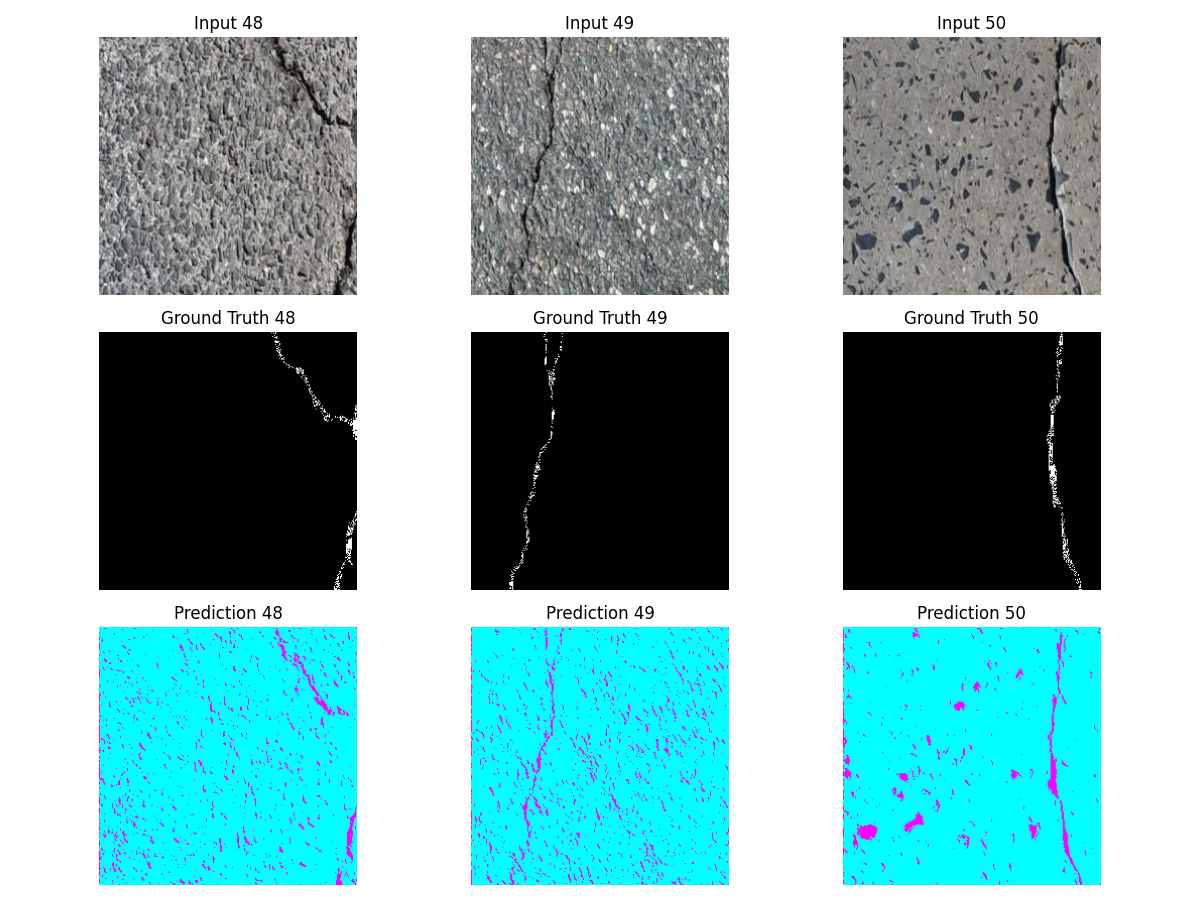 Input 48
Input 49
Input 50
Ground Truth 48
Ground Truth 49
Ground Truth 50
Prediction 48
Prediction 49
Prediction 50